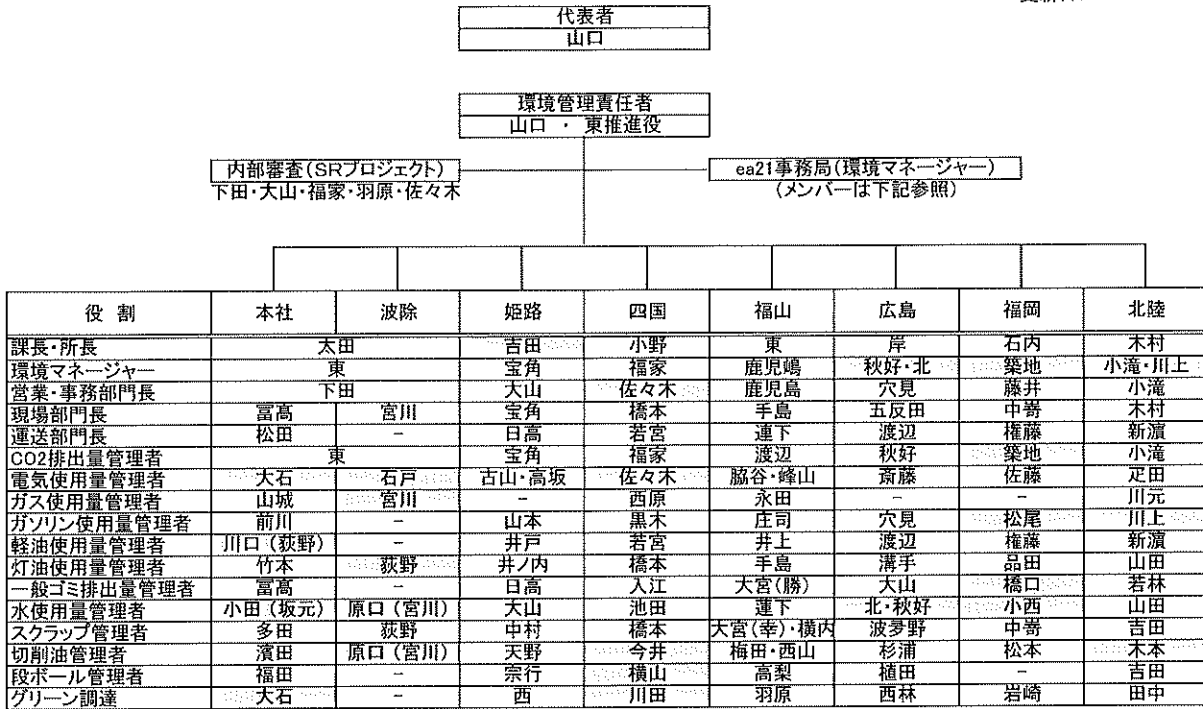 代表者
山口
環境管理責任者
山口 ・ 東推進役
内部審査(SRプロジェクト) ea21事務局(環境マネージャー)
下田・大山・福家・羽原・佐々木 (メンバーは下記参照)
役 割 本社 波除 姫路 四国 福山 広島 福岡 北陸
課長・所長 太田 吉田 小野 東 岸 石内 木村
環境マネージャー 東 宝角 福家 鹿児嶋 秋好・北 築地 小滝・川上
営業・事務部門長 下田 大山 佐々木 鹿児島 穴見 藤井 小滝
現場部門長 冨髙 宮川 宝角 橋本 手島 五反田 中嵜 木村
運送部門長 松田 - 日高 若宮 蓮下 渡辺 権藤 新濵
CO2排出量管理者 東 宝角 福家 渡辺 秋好 築地 小滝
電気使用量管理者 大石 石戸 古山・高坂 佐々木 脇谷・峰山 斎藤 佐藤 疋田
ガス使用量管理者 山城 宮川 - 西原 永田 - - 川元
ガソリン使用量管理者 前川 - 山本 黒木 庄司 穴見 松尾 川上
軽油使用量管理者 川口(荻野) - 井戸 若宮 井上 渡辺 権藤 新濵
灯油使用量管理者 竹本 荻野 井ノ内 橋本 手島 溝手 品田 山田
一般ゴミ排出量管理者 冨髙 - 日高 入江 大宮(勝) 大山 橋口 若林
水使用量管理者 小田(坂元) 原口(宮川) 大山 池田 蓮下 北・秋好 小西 山田
スクラップ管理者 多田 荻野 中村 橋本 大宮(幸)・横内 波多野 中嵜 吉田
切削油管理者 濱田 原口(宮川) 天野 今井 梅田・西山 杉浦 松本 木本
段ボール管理者 福田 - 宗行 横山 高梨 植田 - 吉田
グリーン調達 大石 - 西 川田 羽原 西林 岩崎 田中